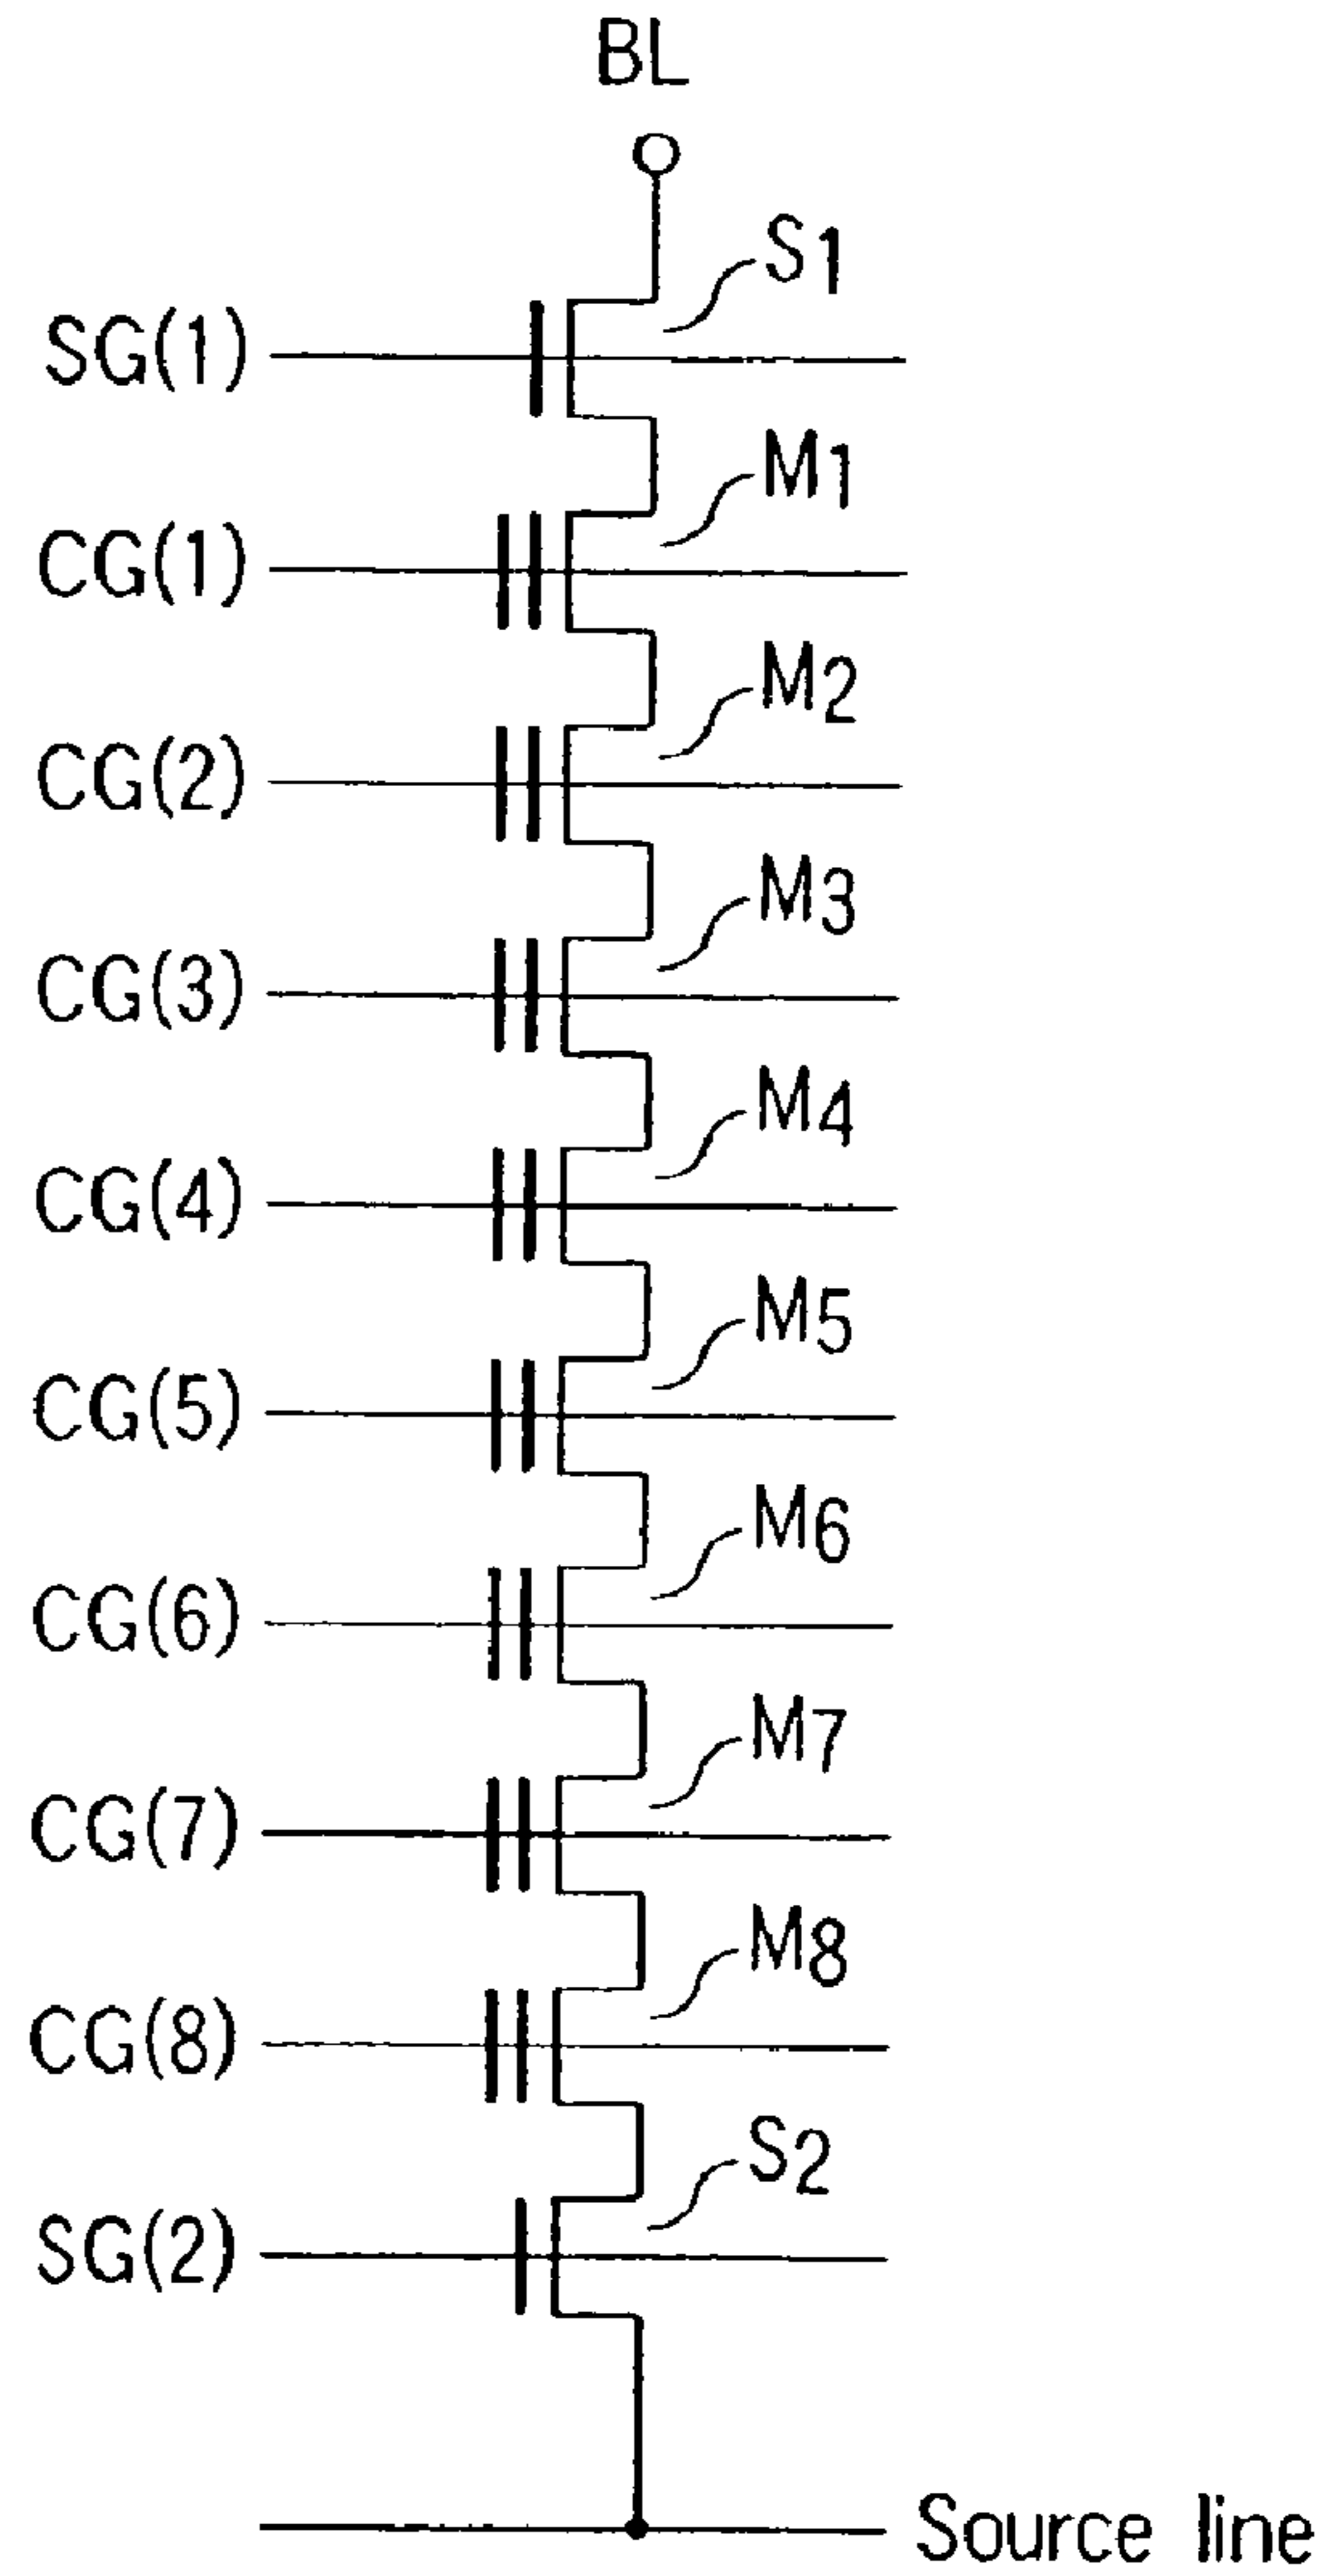 BL
S1
SG(1)
M1
CG(1)
M2
CG(2)
M3
CG(3)
M4
CG(4)
M5
CG(5)
M6
CG(6)
M7
CG(7)
M8
CG(8)
S2
SG(2)
Source line